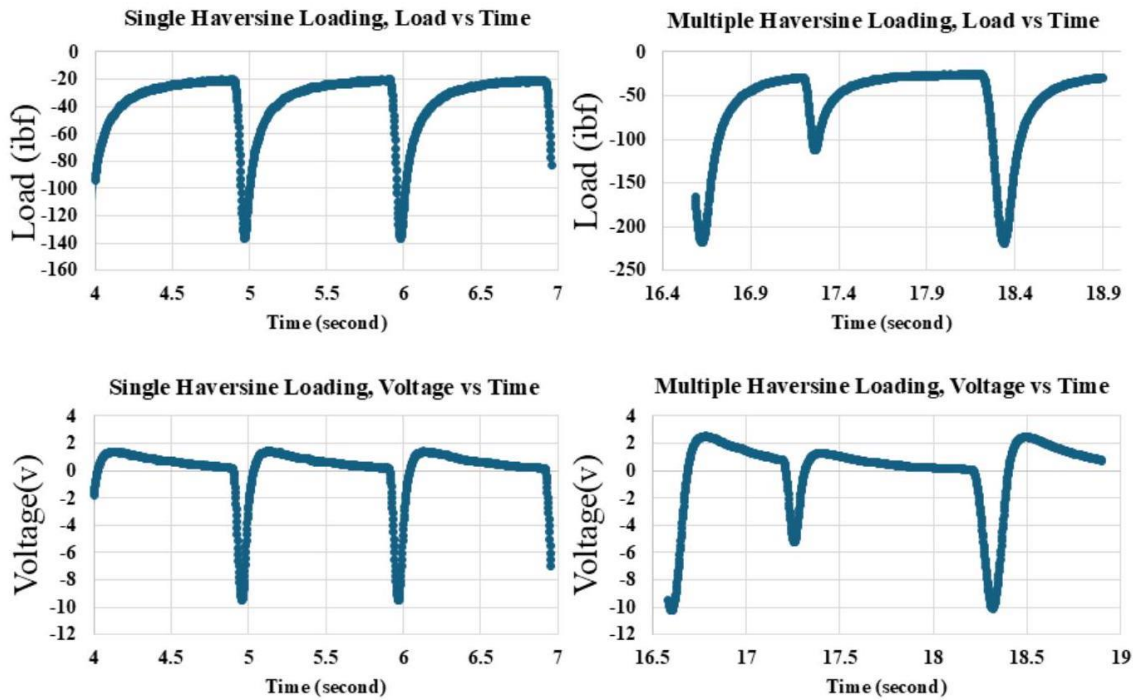 Single Haversine Loading, Load vs Time
0
-20
-40
-60
-80
-100
-120
-140
-160
Load (ibf)
4 4.5 5 5.5 6 6.5 7
Time (second)
Multiple Haversine Loading, Load vs Time
0
-50
-100
-150
-200
-250
Load (ibf)
16.4 16.9 17.4 17.9 18.4 18.9
Time (second)
Single Haversine Loading, Voltage vs Time
4
2
0
-2
-4
-6
-8
-10
-12
Voltage(v)
4 4.5 5 5.5 6 6.5 7
Time (second)
Multiple Haversine Loading, Voltage vs Time
4
2
0
-2
-4
-6
-8
-10
-12
Voltage(v)
16.5 17 17.5 18 18.5 19
Time (second)